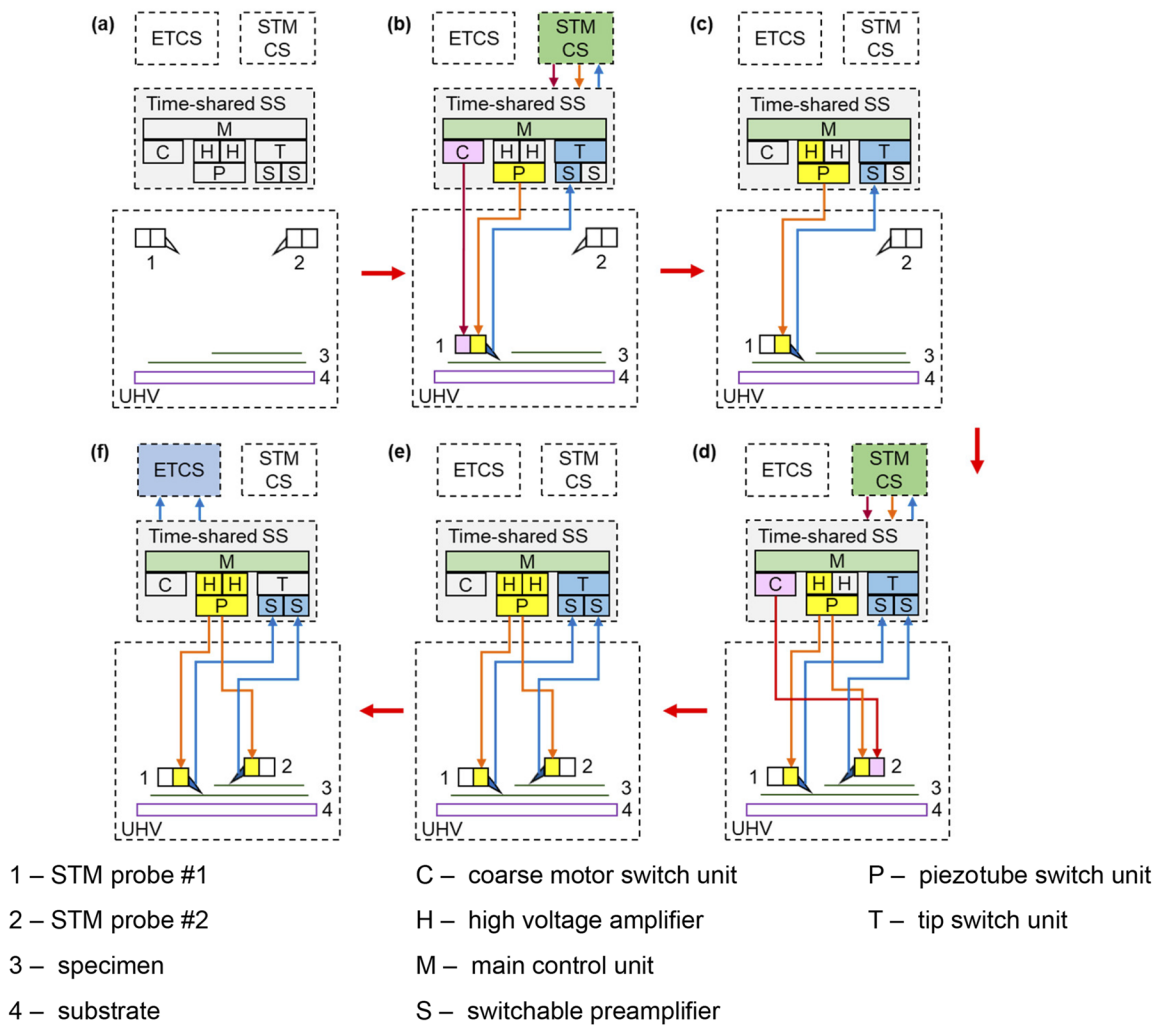 (a)
ETCS
STM
CS
Time-shared SS
M
C
H H
T
P
S S
1
2
3
4
UHV
(b)
ETCS
STM
CS
Time-shared SS
M
C
H H
T
P
S S
2
1
3
4
UHV
(c)
ETCS
STM
CS
Time-shared SS
M
C
H H
T
P
S S
2
1
3
4
UHV
(f)
ETCS
STM
CS
Time-shared SS
M
C
H H
T
P
S S
1
2
3
4
UHV
(e)
ETCS
STM
CS
Time-shared SS
M
C
H H
T
P
S S
1
2
3
4
UHV
(d)
ETCS
STM
CS
Time-shared SS
M
C
H H
T
P
S S
1
2
3
4
UHV
1 – STM probe #1
2 – STM probe #2
3 – specimen
4 – substrate
C – coarse motor switch unit
H – high voltage amplifier
M – main control unit
S – switchable preamplifier
P – piezotube switch unit
T – tip switch unit